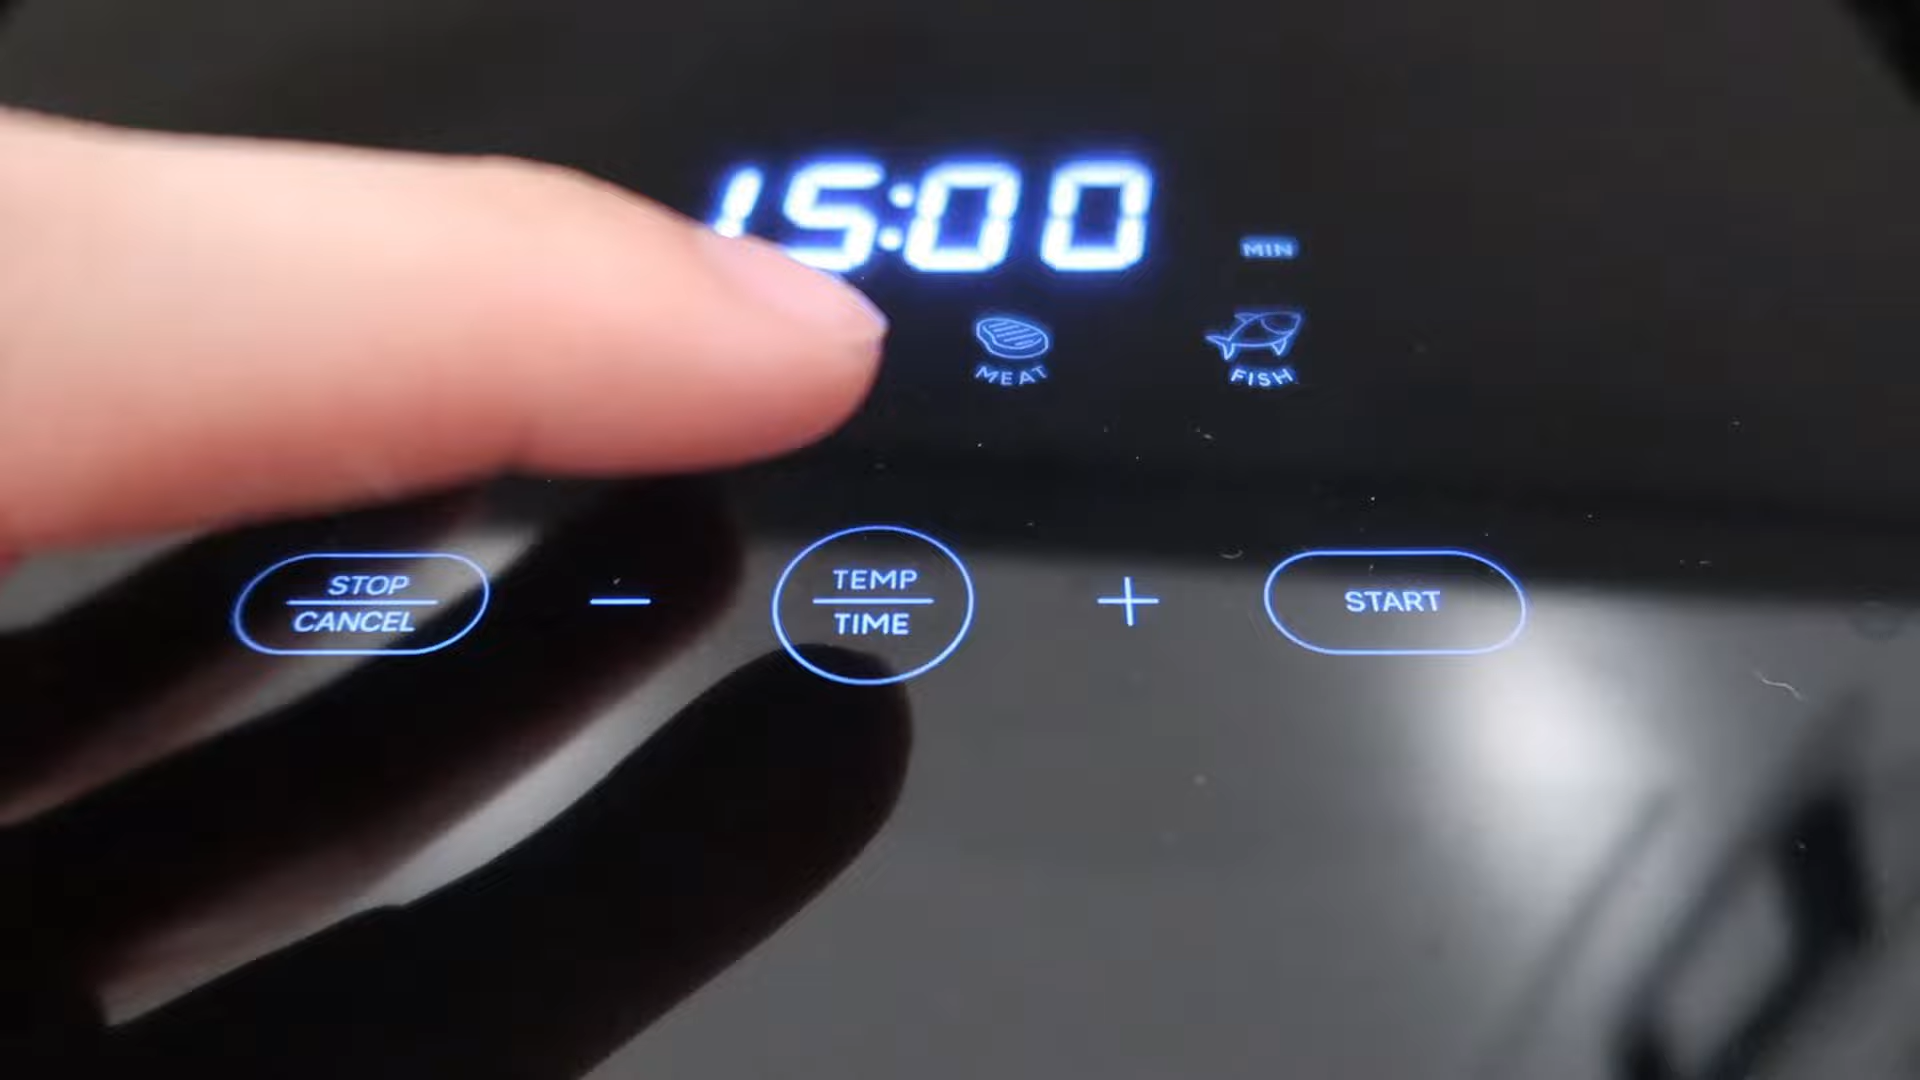 15:00
MIN
MEAT
FISH
STOP
CANCEL
−
TEMP
TIME
+
START